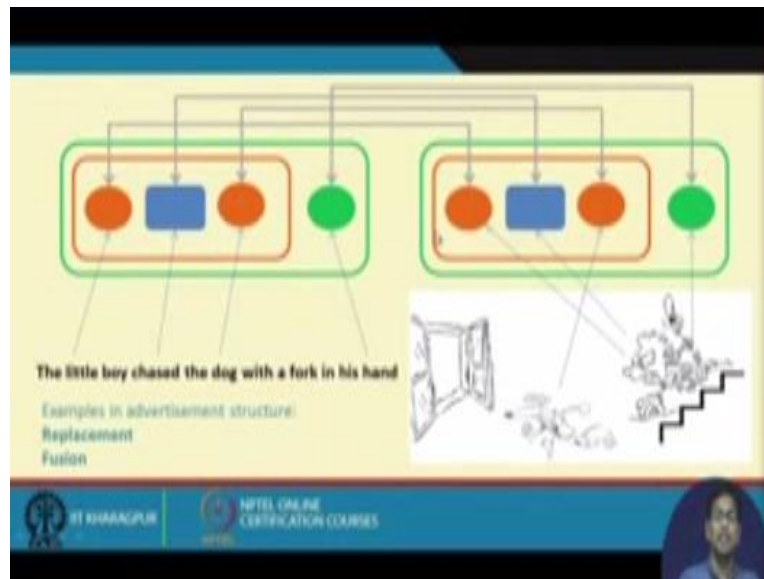 The little boy chased the dog with a fork in his hand
Examples in advertisement structure:
Replacement
Fusion
IIT KHARAGPUR
NPTEL ONLINE
CERTIFICATION COURSES